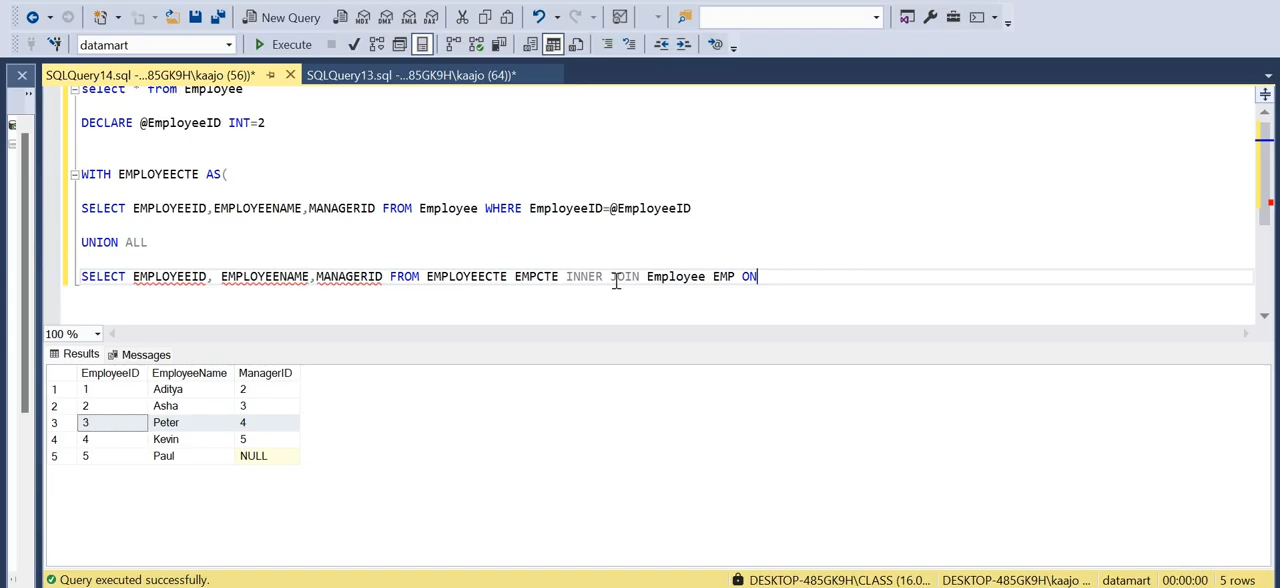 New Query
datamart
Execute
SQLQuery14.sql -...85GK9H\kaajo (56))*
SQLQuery13.sql -...85GK9H\kaajo (64))*
select * from Employee
DECLARE @EmployeeID INT=2
WITH EMPLOYEECTE AS(
SELECT EMPLOYEEID,EMPLOYEENAME,MANAGERID FROM Employee WHERE EmployeeID=@EmployeeID
UNION ALL
SELECT EMPLOYEEID, EMPLOYEENAME,MANAGERID FROM EMPLOYEECTE EMPCTE INNER JOIN Employee EMP ON
100 %
Results Messages
EmployeeID EmployeeName ManagerID
1 1 Aditya 2
2 2 Asha 3
3 3 Peter 4
4 4 Kevin 5
5 5 Paul NULL
Query executed successfully. DESKTOP-485GK9H\CLASS (16.0... DESKTOP-485GK9H\kaajo ... datamart 00:00:00 5 rows